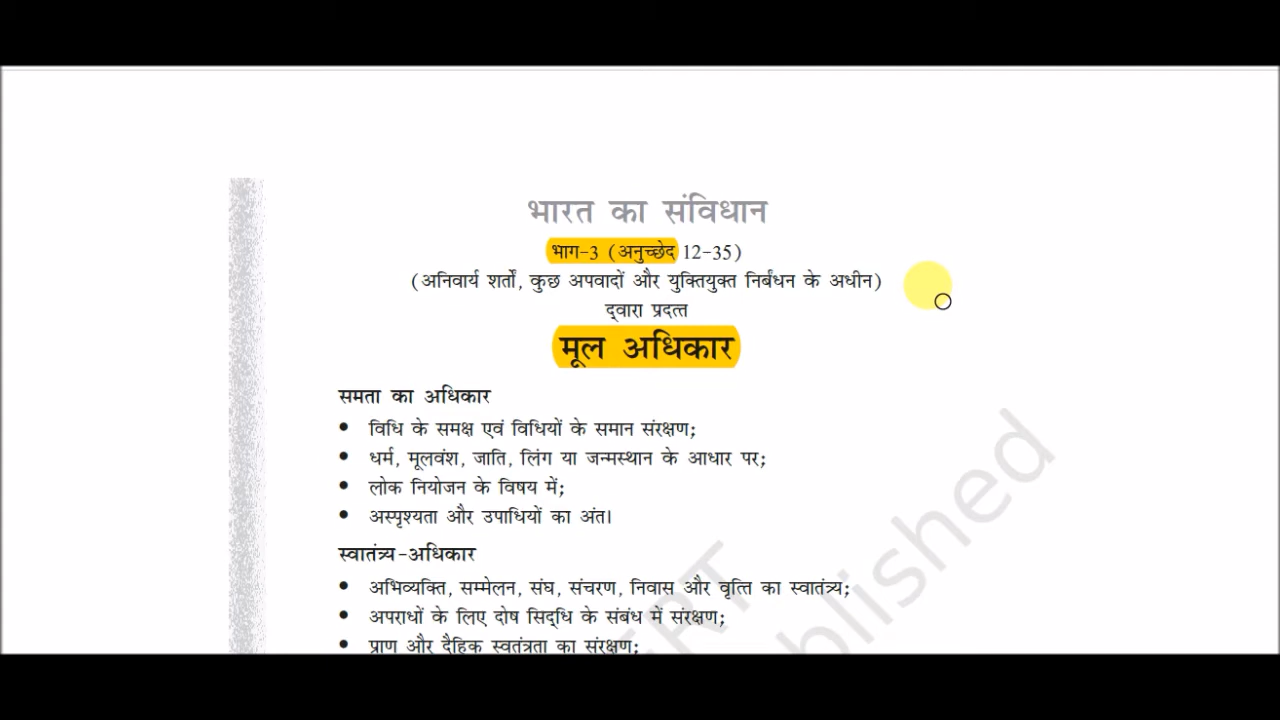 भारत का संविधान
भाग-3 (अनुच्छेद 12-35)
(अनिवार्य शर्तों, कुछ अपवादों और युक्तियुक्त निर्बंधन के अधीन)
द्वारा प्रदत्त
मूल अधिकार
समता का अधिकार
• विधि के समक्ष एवं विधियों के समान संरक्षण;
• धर्म, मूलवंश, जाति, लिंग या जन्मस्थान के आधार पर;
• लोक नियोजन के विषय में;
• अस्पृश्यता और उपाधियों का अंत।
स्वातंत्र्य-अधिकार
• अभिव्यक्ति, सम्मेलन, संघ, संचरण, निवास और वृत्ति का स्वातंत्र्य;
• अपराधों के लिए दोष सिद्धि के संबंध में संरक्षण;
• प्राण और दैहिक स्वतंत्रता का संरक्षण;